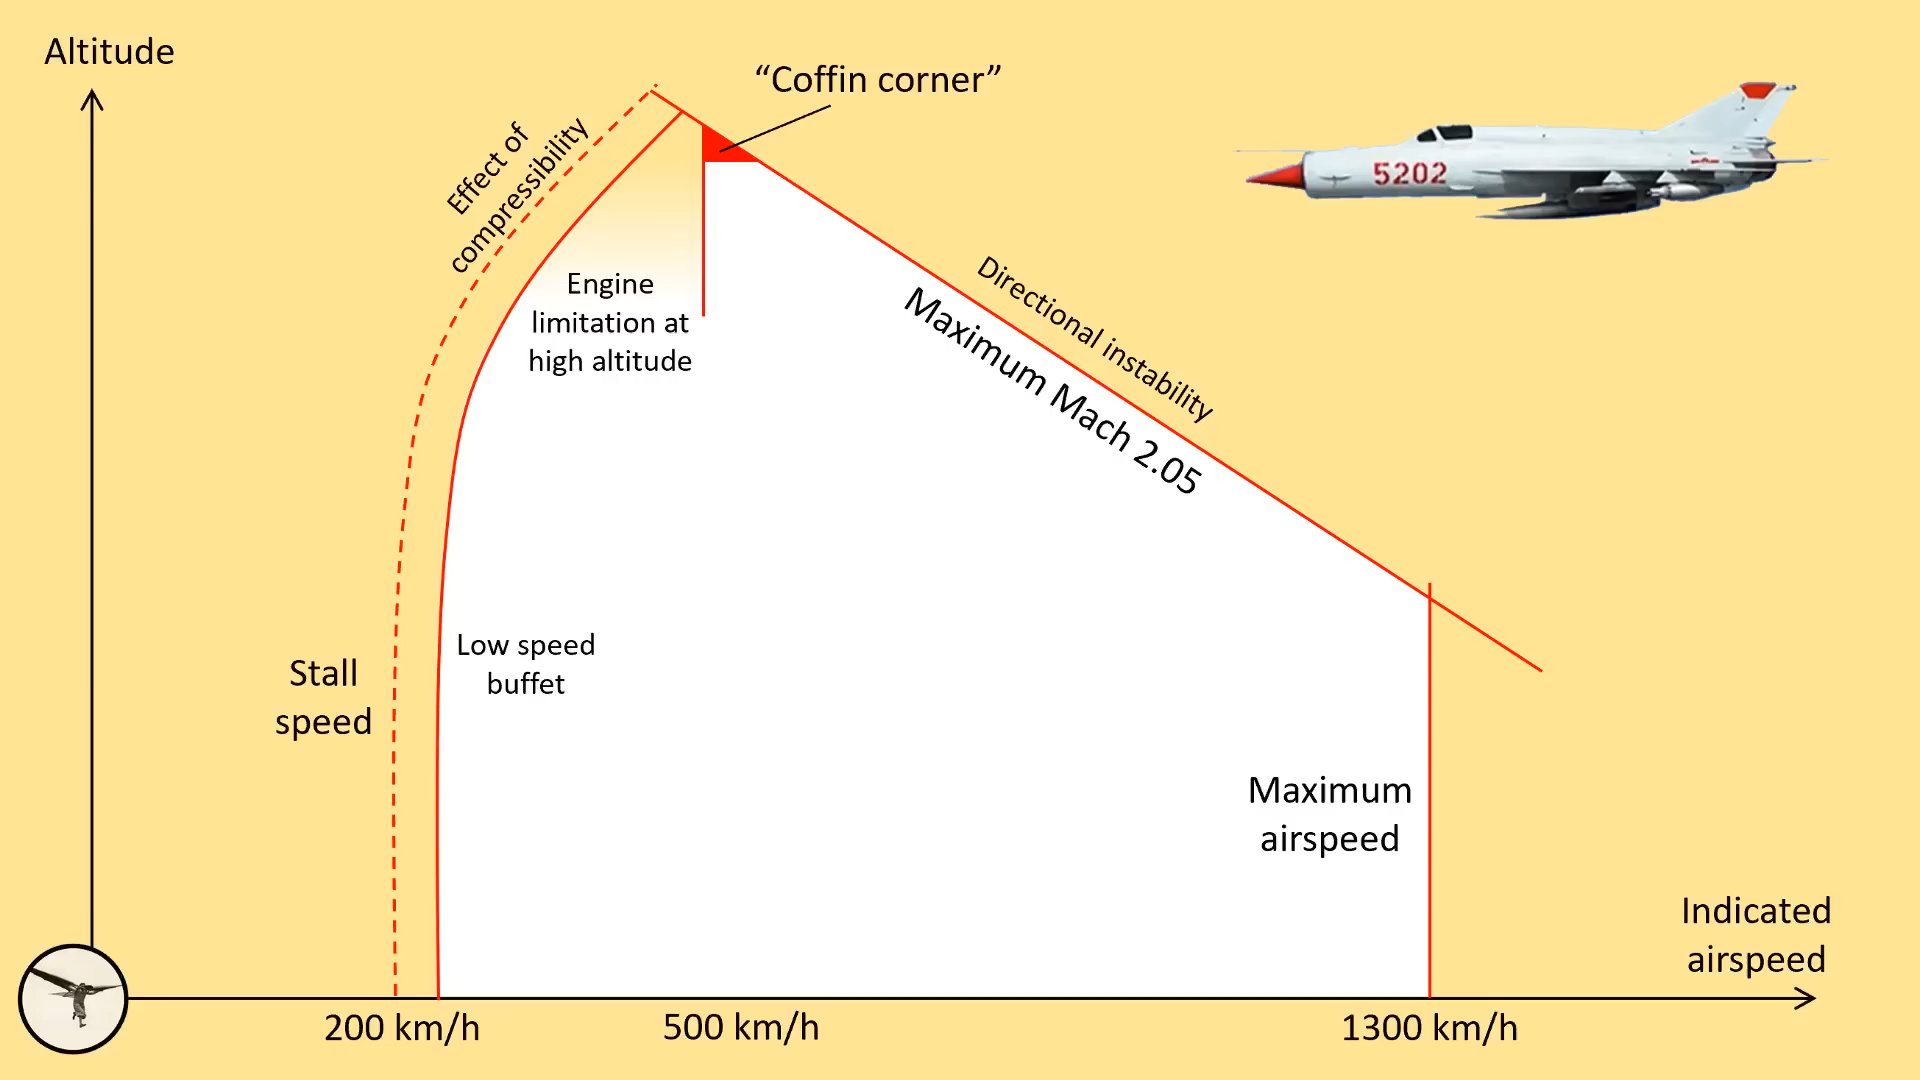 Altitude
“Coffin corner”
Effect of
compressibility
5202
Engine
limitation at
high altitude
Directional instability
Maximum Mach 2.05
Low speed
buffet
Stall
speed
Maximum
airspeed
Indicated
airspeed
200 km/h
500 km/h
1300 km/h